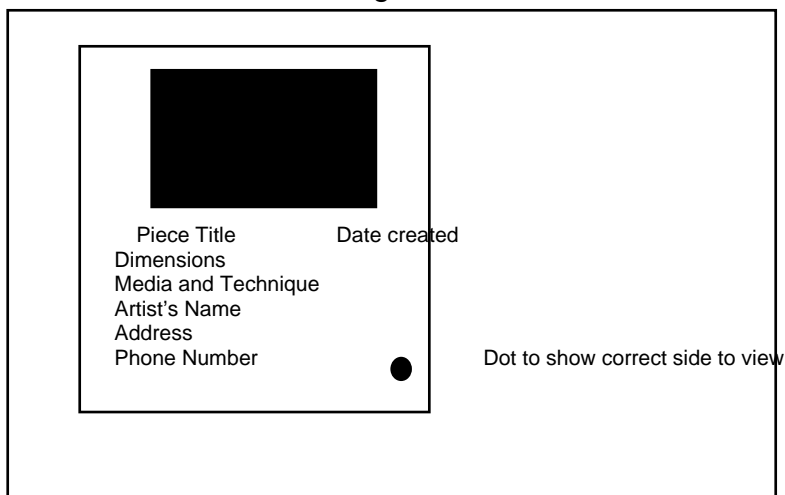 Piece Title Date created
Dimensions
Media and Technique
Artist's Name
Address
Phone Number Dot to show correct side to view